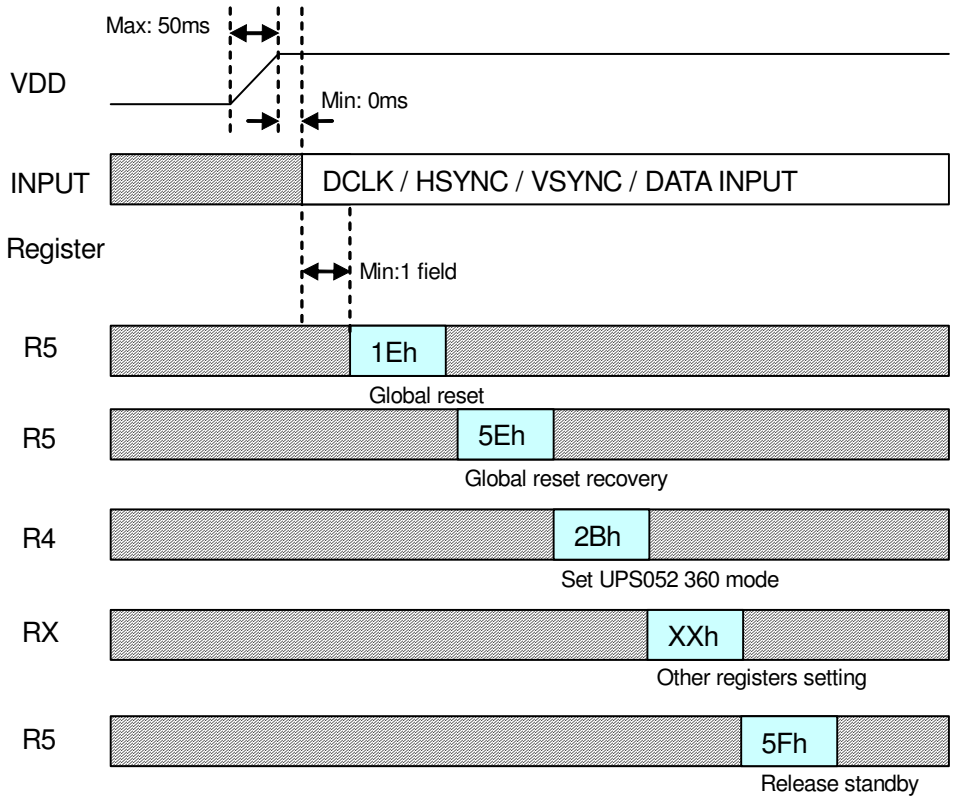 Max: 50ms
VDD
Min: 0ms
INPUT
DCLK / HSYNC / VSYNC / DATA INPUT
Register
Min:1 field
R5
1Eh
Global reset
R5
5Eh
Global reset recovery
R4
2Bh
Set UPS052 360 mode
RX
XXh
Other registers setting
R5
5Fh
Release standby